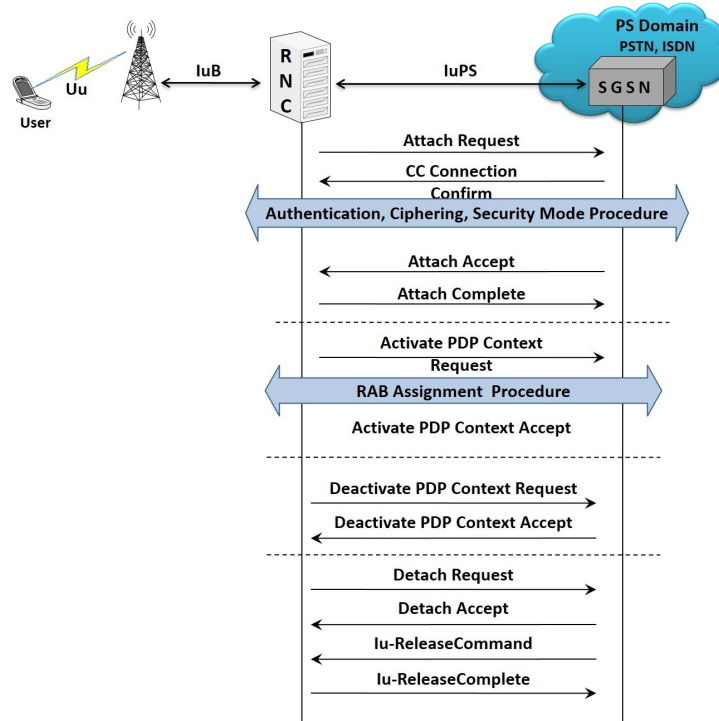 PS Domain
PSTN, ISDN
R
N
C
IuB
IuPS
SGSN
Uu
User
Attach Request
CC Connection
Confirm
Authentication, Ciphering, Security Mode Procedure
Attach Accept
Attach Complete
Activate PDP Context
Request
RAB Assignment Procedure
Activate PDP Context Accept
Deactivate PDP Context Request
Deactivate PDP Context Accept
Detach Request
Detach Accept
Iu-ReleaseCommand
Iu-ReleaseComplete